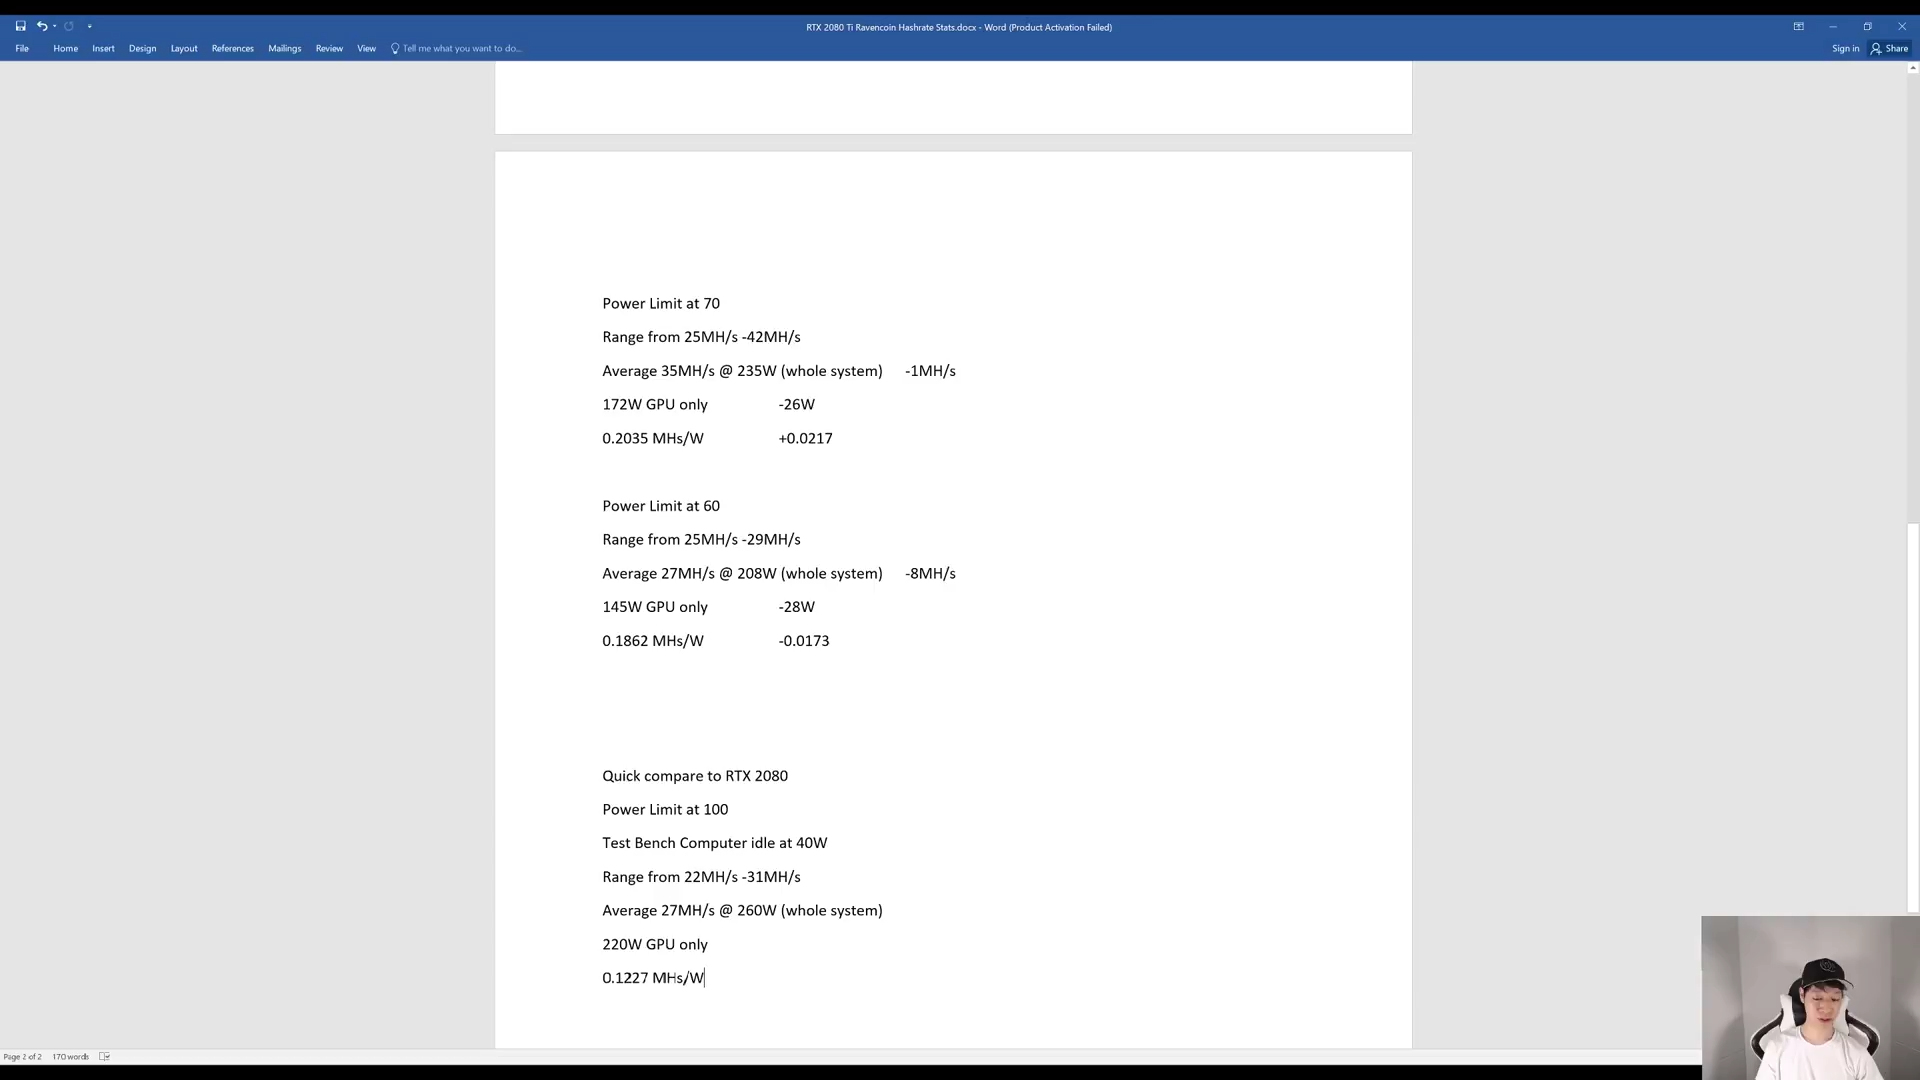 RTX 2080 Ti Ravencoin Hashrate Stats.docx - Word (Product Activation Failed)
File Home Insert Design Layout References Mailings Review View Tell me what you want to do... Sign in Share
Power Limit at 70
Range from 25MH/s -42MH/s
Average 35MH/s @ 235W (whole system) -1MH/s
172W GPU only -26W
0.2035 MHs/W +0.0217
Power Limit at 60
Range from 25MH/s -29MH/s
Average 27MH/s @ 208W (whole system) -8MH/s
145W GPU only -28W
0.1862 MHs/W -0.0173
Quick compare to RTX 2080
Power Limit at 100
Test Bench Computer idle at 40W
Range from 22MH/s -31MH/s
Average 27MH/s @ 260W (whole system)
220W GPU only
0.1227 MHs/W
Page 2 of 2 170 words